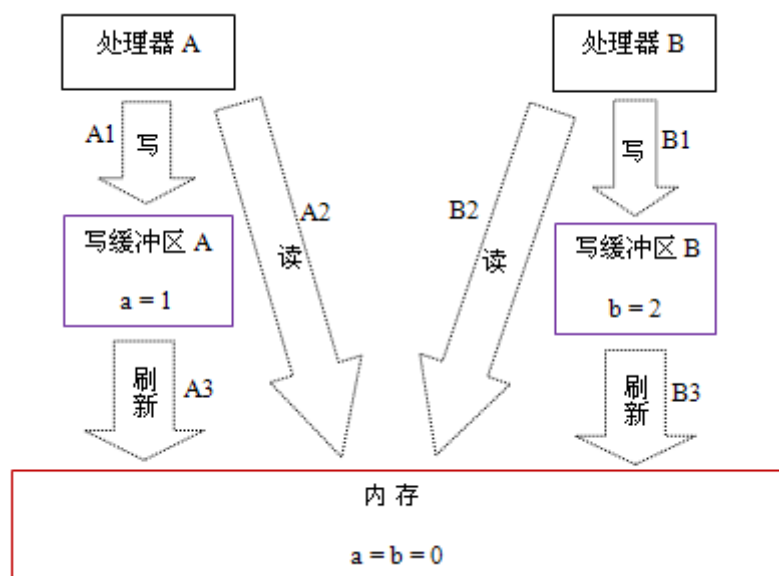 处理器 A
处理器 B
A1
写
写
B1
A2
B2
读
读
写缓冲区 A
a = 1
写缓冲区 B
b = 2
刷新
A3
刷新
B3
内 存
a = b = 0